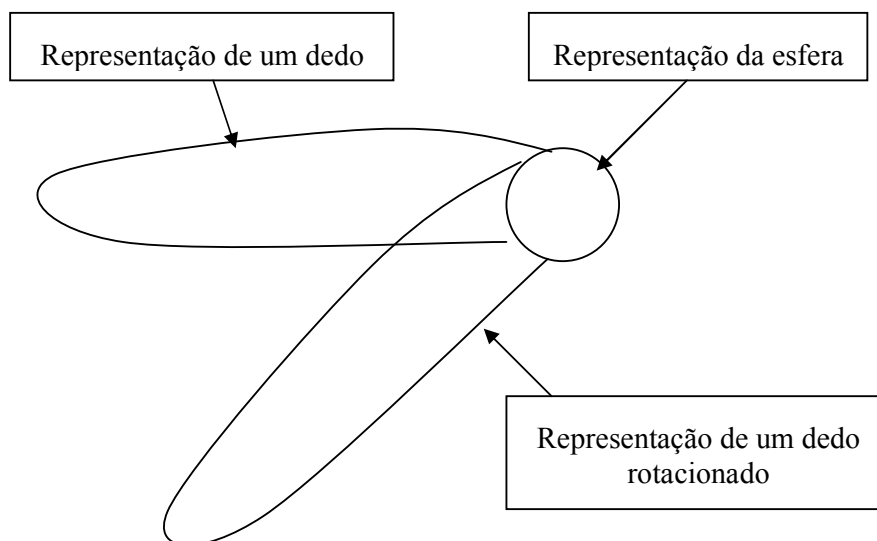 Representação de um dedo
Representação da esfera
Representação de um dedo
rotacionado